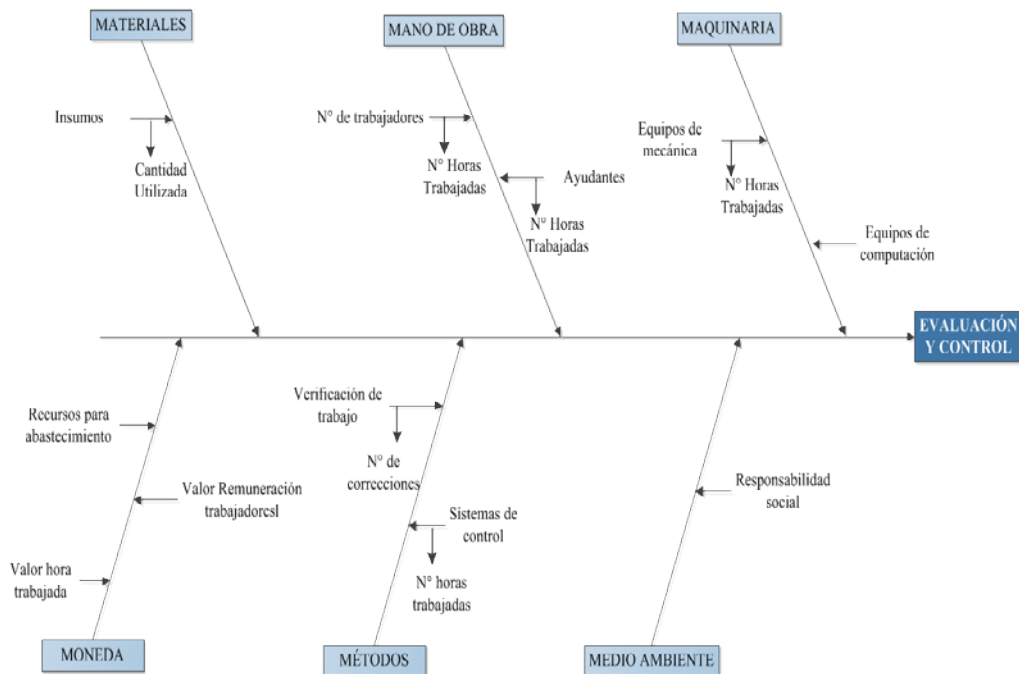 MATERIALES
MANO DE OBRA
MAQUINARIA
Insumos
Cantidad
Utilizada
N° de trabajadores
N° Horas
Trabajadas
Ayudantes
N° Horas
Trabajadas
Equipos de
mecánica
N° Horas
Trabajadas
Equipos de
computación
EVALUACIÓN
Y CONTROL
Recursos para
abastecimiento
Valor Remuneración
trabajadoresl
Valor hora
trabajada
Verificación de
trabajo
N° de
correcciones
Sistemas de
control
N° horas
trabajadas
Responsabilidad
social
MONEDA
MÉTODOS
MEDIO AMBIENTE